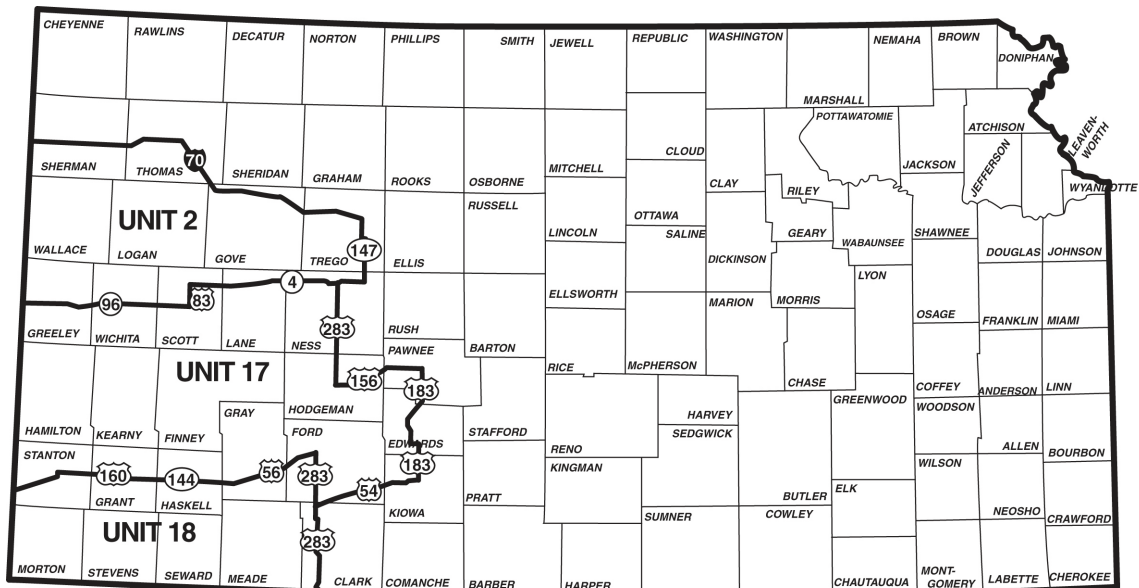 CHEYENNE
RAWLINS
DECATUR
NORTON
PHILLIPS
SMITH
JEWELL
REPUBLIC
WASHINGTON
NEMAHA
BROWN
DONIPHAN
MARSHALL
POTTAWATOMIE
ATCHISON
LEAVEN-
WORTH
70
SHERMAN
THOMAS
SHERIDAN
GRAHAM
ROOKS
OSBORNE
MITCHELL
CLOUD
CLAY
RILEY
JACKSON
JEFFERSON
WYANDOTTE
UNIT 2
RUSSELL
OTTAWA
LINCOLN
SALINE
GEARY
WABAUNSEE
SHAWNEE
DOUGLAS
JOHNSON
WALLACE
LOGAN
GOVE
TREGO
147
ELLIS
DICKINSON
LYON
4
96
83
ELLSWORTH
MARION
MORRIS
OSAGE
FRANKLIN
MIAMI
GREELEY
WICHITA
SCOTT
LANE
NESS
283
RUSH
PAWNEE
BARTON
RICE
McPHERSON
CHASE
COFFEY
ANDERSON
LINN
UNIT 17
156
183
GREENWOOD
WOODSON
HAMILTON
KEARNY
FINNEY
GRAY
HODGEMAN
FORD
EDWARDS
STAFFORD
RENO
HARVEY
SEDGWICK
ALLEN
BOURBON
STANTON
160
144
56
283
183
54
KINGMAN
WILSON
GRANT
HASKELL
KIOWA
PRATT
BUTLER
ELK
NEOSHO
CRAWFORD
UNIT 18
283
SUMNER
COWLEY
MORTON
STEVENS
SEWARD
MEADE
CLARK
COMANCHE
BARBER
HARPER
CHAUTAUQUA
MONT-
GOMERY
LABETTE
CHEROKEE